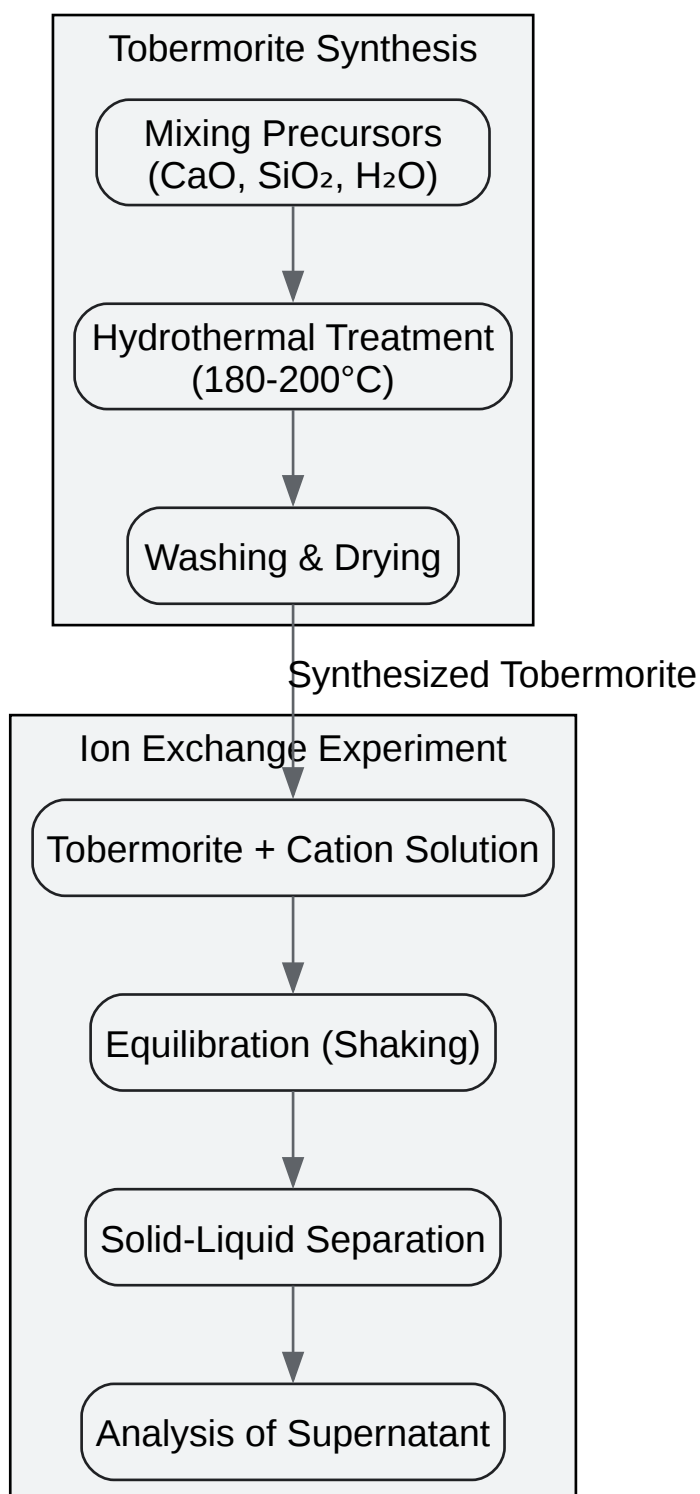 Tobermorite Synthesis
Mixing Precursors
(CaO, SiO₂, H₂O)
Hydrothermal Treatment
(180-200°C)
Washing & Drying
Synthesized Tobermorite
Ion Exchange Experiment
Tobermorite + Cation Solution
Equilibration (Shaking)
Solid-Liquid Separation
Analysis of Supernatant